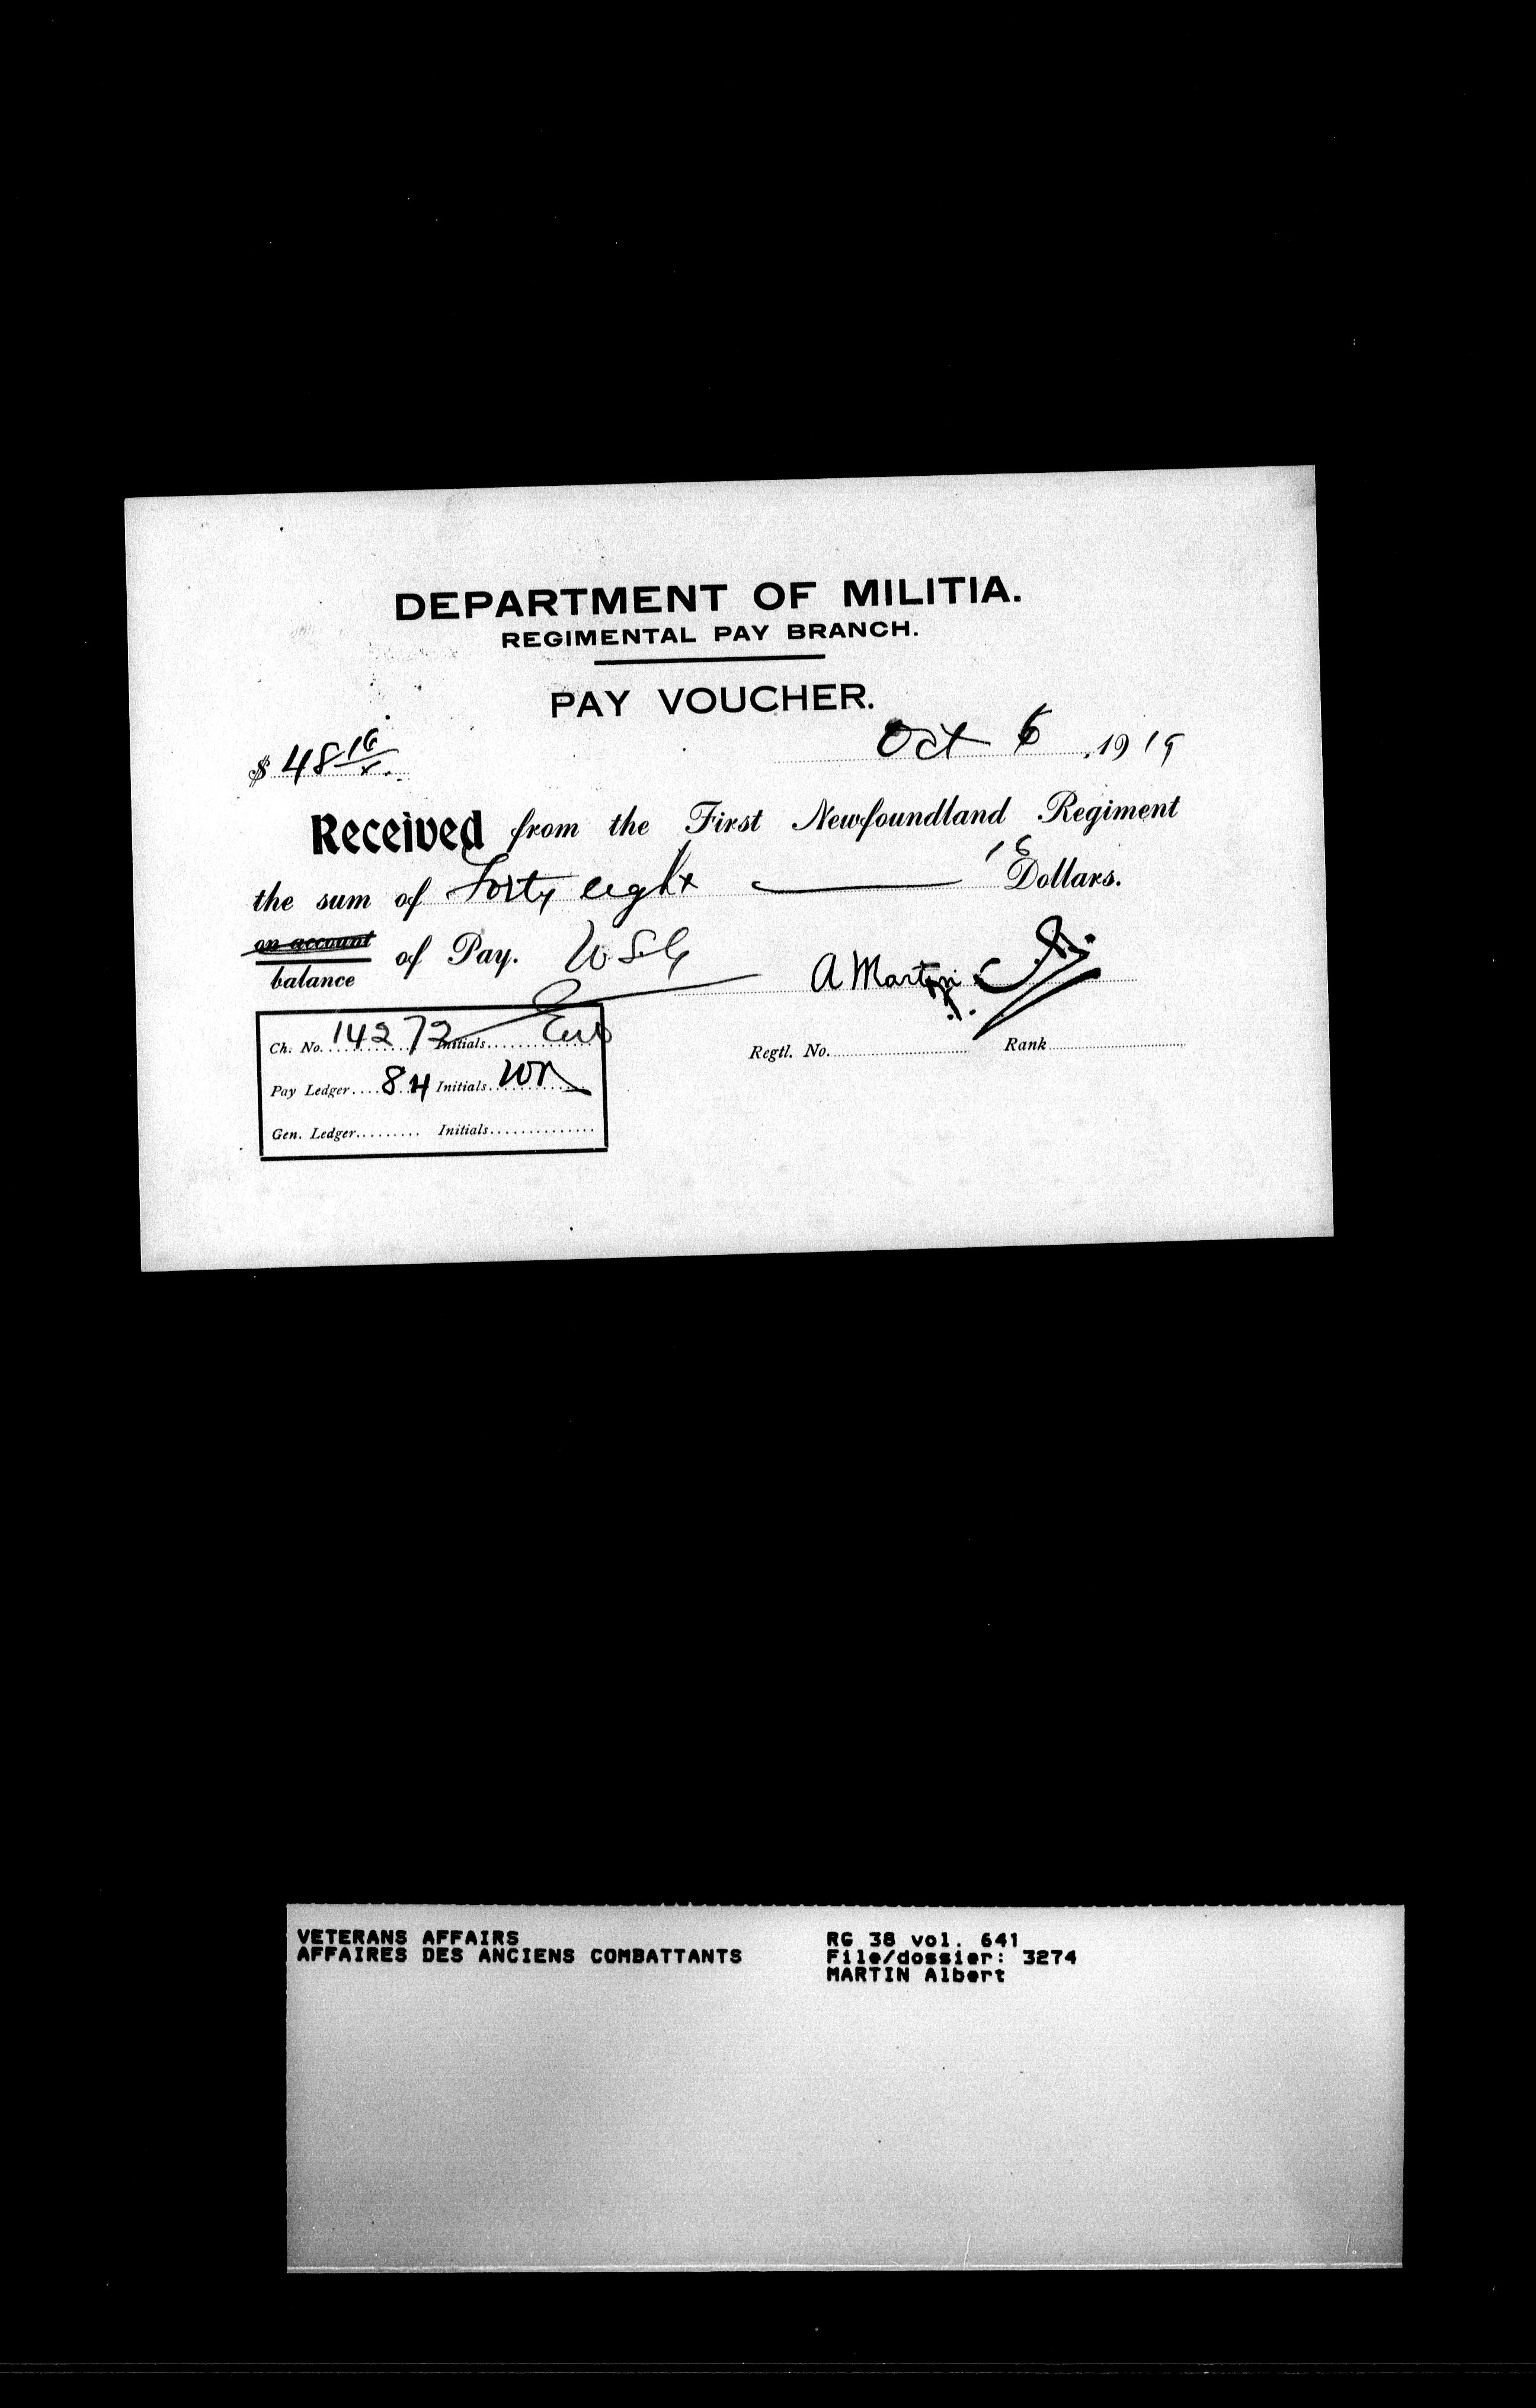 DEPARTMENT OF MILITIA.
REGIMENTAL PAY BRANCH.
PAY VOUCHER.
$ 48 16/x. Oct 6, 1919
Received from the First Newfoundland Regiment
the sum of Forty eight 16 Dollars.
on account
balance of Pay. W.S.G A Martin
Ch. No. 14272 Initials
Pay Ledger 84 Initials
Gen. Ledger Initials
Regtl. No. Rank
VETERANS AFFAIRS
AFFAIRES DES ANCIENS COMBATTANTS
RG 38 vol. 641
File/dossier: 3274
MARTIN Albert